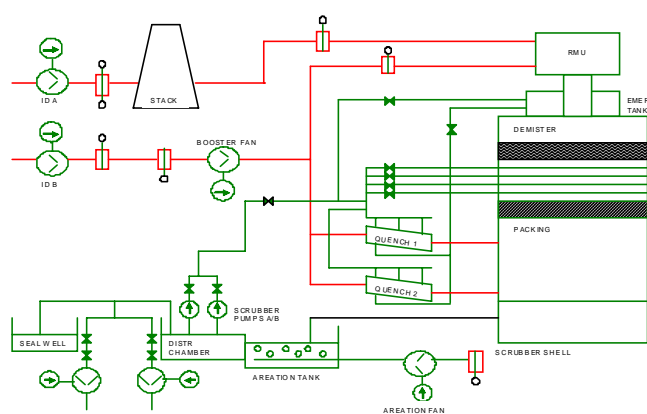 RMU
IDA
STACK
EMER
TANK
DEMISTER
BOOSTER FAN
IDB
PACKING
QUENCH 1
QUENCH 2
SCRUBBER
PUMPS A/B
SEAL WELL
DISTR
CHAMBER
SCRUBBER SHELL
AREATION TANK
AREATION FAN